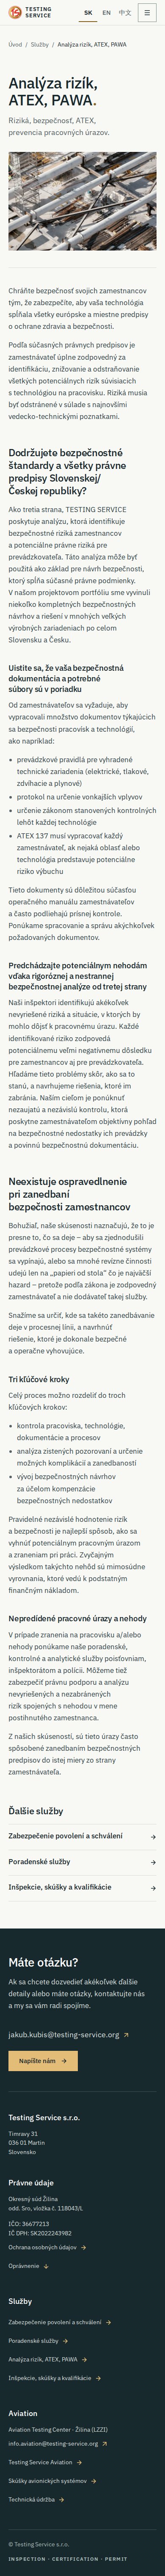 TESTING
SERVICE
SK EN 中文
Úvod / Služby / Analýza rizík, ATEX, PAWA
Analýza rizík,
ATEX, PAWA.
Riziká, bezpečnosť, ATEX,
prevencia pracovných úrazov.
Chráňte bezpečnosť svojich zamestnancov
tým, že zabezpečíte, aby vaša technológia
spĺňala všetky európske a miestne predpisy
o ochrane zdravia a bezpečnosti.
Podľa súčasných právnych predpisov je
zamestnávateľ úplne zodpovedný za
identifikáciu, znižovanie a odstraňovanie
všetkých potenciálnych rizík súvisiacich
s technológiou na pracovisku. Riziká musia
byť odstránené v súlade s najnovšími
vedecko-technickými poznatkami.
Dodržujete bezpečnostné
štandardy a všetky právne
predpisy Slovenskej/
Českej republiky?
Ako tretia strana, TESTING SERVICE
poskytuje analýzu, ktorá identifikuje
bezpečnostné riziká zamestnancov
a potenciálne právne riziká pre
prevádzkovateľa. Táto analýza môže byť
použitá ako základ pre návrh bezpečnosti,
ktorý spĺňa súčasné právne predchodcu.
V našom projektovom portfóliu sme vyvinuli
niekoľko komplexných bezpečnostných
návrhov a riešení v mnohých veľkých
výrobných zariadeniach po celom
Slovensku a Česku.
Uistite sa, že vaša bezpečnostná
dokumentácia a potrebné
súbory sú v poriadku
Od zamestnávateľov sa vyžaduje, aby
vypracovali množstvo dokumentov týkajúcich
sa bezpečnosti pracovísk a technológií,
ako napríklad:
prevádzkové pravidlá pre vyhradené
technické zariadenia (elektrické, tlakové,
zdvíhacie a plynové)
protokol na určenie vonkajších vplyvov
určenie zákonom stanovených kontrolných
lehôt každej technológie
ATEX 137 musí vypracovať každý
zamestnávateľ, ak nejaká oblasť alebo
technológia predstavuje potenciálne
riziko výbuchu
Tieto dokumenty sú dôležitou súčasťou
operačného manuálu zamestnávateľov
a často podliehajú prísnej kontrole.
Ponúkame spracovanie a správu akýchkoľvek
požadovaných dokumentov.
Predchádzajte potenciálnym nehodám
vďaka rigoróznej a nestrannej
bezpečnostnej analýze od tretej strany
Naši inšpektori identifikujú akékoľvek
nevyriešené riziká a situácie, v ktorých by
mohlo dôjsť k pracovnému úrazu. Každé
identifikované riziko zodpovedá
potenciálnemu veľmi negatívnemu dôsledku
pre zamestnancov aj pre prevádzkovateľa.
Hľadáme tieto problémy skôr, ako sa to
stanú, a navrhujeme riešenia, ktoré im
zabránia. Naším cieľom je ponúknuť
nezaujatú a nezávislú kontrolu, ktorá
poskytne zamestnávateľom objektívny pohľad
na bezpečnostné nedostatky ich prevádzky
a povinnú bezpečnostnú dokumentáciu.
Neexistuje ospravedlnenie
pri zanedbaní
bezpečnosti zamestnancov
Bohužiaľ, naše skúsenosti naznačujú, že to je
presne to, čo sa deje – aby sa zjednodušili
prevádzkové procesy bezpečnostné systémy
sa vypínajú, alebo sa mnohé revízne činnosti
udejú len na „papieri od stola“ čo je najväčší
hazard – pretože podľa zákona je zodpovedný
zamestnávateľ a nie dodávateľ takej služby.
Snažíme sa určiť, kde sa takéto zanedbávanie
deje v procesnej línii, a navrhnúť
riešenie, ktoré je dokonale bezpečné
a operačne vyhovujúce.
Tri kľúčové kroky
Celý proces možno rozdeliť do troch
kľúčových krokov:
kontrola pracoviska, technológie,
dokumentácie a procesov
analýza zistených pozorovaní a určenie
možných komplikácií a zanedbaností
vývoj bezpečnostných návrhov
za účelom kompenzácie
bezpečnostných nedostatkov
Pravidelné nezávislé hodnotenie rizík
a bezpečnosti je najlepší spôsob, ako sa
vyhnúť potenciálnym pracovným úrazom
a zraneniam pri práci. Zvyčajným
výsledkom takýchto nehôd sú mimosúdne
vyrovnania, ktoré vedú k podstatným
finančným nákladom.
Nepredídené pracovné úrazy a nehody
V prípade zranenia na pracovisku a/alebo
nehody ponúkame naše poradenské,
kontrolné a analytické služby poisťovniam,
inšpektorátom a polícii. Môžeme tiež
zabezpečiť právnu podporu a analýzu
nevyriešených a nezabránených
rizík spojených s nehodou v mene
postihnutého zamestnanca.
Z našich skúseností, sú tieto úrazy často
spôsobené zanedbaním bezpečnostných
predpisov do istej miery zo strany
zamestnávateľa.
Ďalšie služby
Zabezpečenie povolení a schválení →
Poradenské služby →
Inšpekcie, skúšky a kvalifikácie →
Máte otázku?
Ak sa chcete dozvedieť akékoľvek ďalšie
detaily alebo máte otázky, kontaktujte nás
a my sa vám radi spojíme.
jakub.kubis@testing-service.org ↗
Napíšte nám →
Testing Service s.r.o.
Timravy 31
036 01 Martin
Slovensko
Právne údaje
Okresný súd Žilina
odd. Sro, vložka č. 118043/L
IČO: 36677213
IČ DPH: SK2022243982
Ochrana osobných údajov →
Oprávnenie ↓
Služby
Zabezpečenie povolení a schválení →
Poradenské služby →
Analýza rizík, ATEX, PAWA →
Inšpekcie, skúšky a kvalifikácie →
Aviation
Aviation Testing Center · Žilina (LZZI)
info.aviation@testing-service.org ↗
Testing Service Aviation →
Skúšky avionických systémov →
Technická údržba →
© Testing Service s.r.o.
INSPECTION · CERTIFICATION · PERMIT